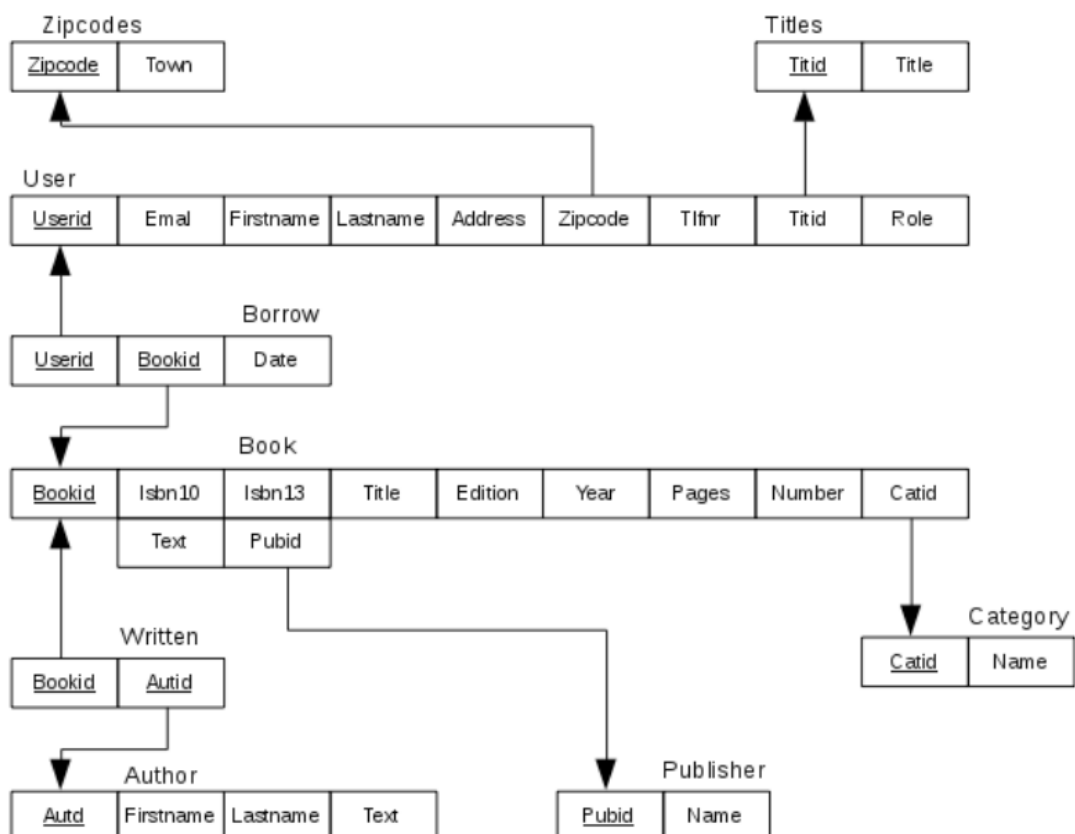 Zipcodes Titles
Zipcode Town Titid Title
User
Userid Emal Firstname Lastname Address Zipcode Tlfnr Titid Role
Borrow
Userid Bookid Date
Book
Bookid Isbn10 Isbn13 Title Edition Year Pages Number Catid
Text Pubid
Written Category
Bookid Autid Catid Name
Author Publisher
Autd Firstname Lastname Text Pubid Name